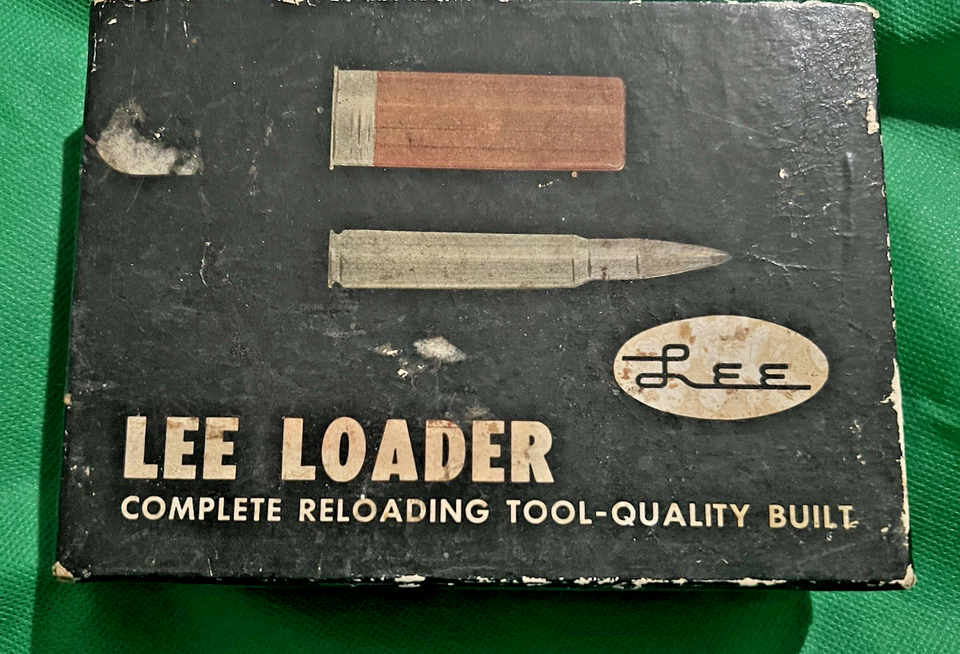 Lee
LEE LOADER
COMPLETE RELOADING TOOL-QUALITY BUILT